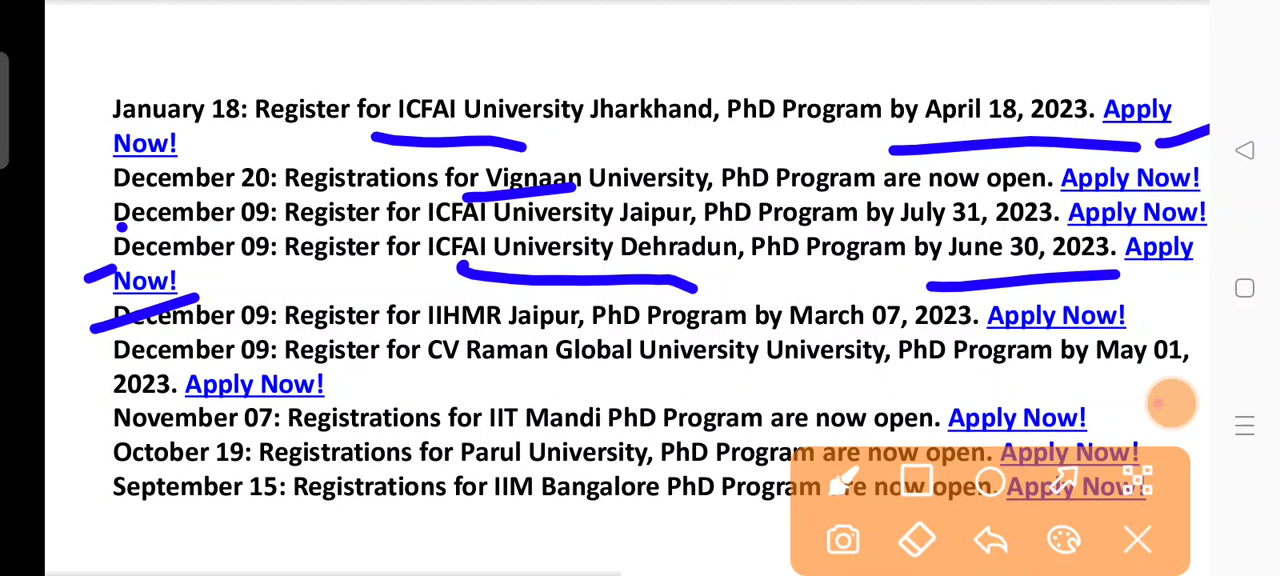 January 18: Register for ICFAI University Jharkhand, PhD Program by April 18, 2023. Apply
Now!
December 20: Registrations for Vignaan University, PhD Program are now open. Apply Now!
December 09: Register for ICFAI University Jaipur, PhD Program by July 31, 2023. Apply Now!
December 09: Register for ICFAI University Dehradun, PhD Program by June 30, 2023. Apply
Now!
December 09: Register for IIHMR Jaipur, PhD Program by March 07, 2023. Apply Now!
December 09: Register for CV Raman Global University University, PhD Program by May 01,
2023. Apply Now!
November 07: Registrations for IIT Mandi PhD Program are now open. Apply Now!
October 19: Registrations for Parul University, PhD Program are now open. Apply Now!
September 15: Registrations for IIM Bangalore PhD Program are now open. Apply Now!